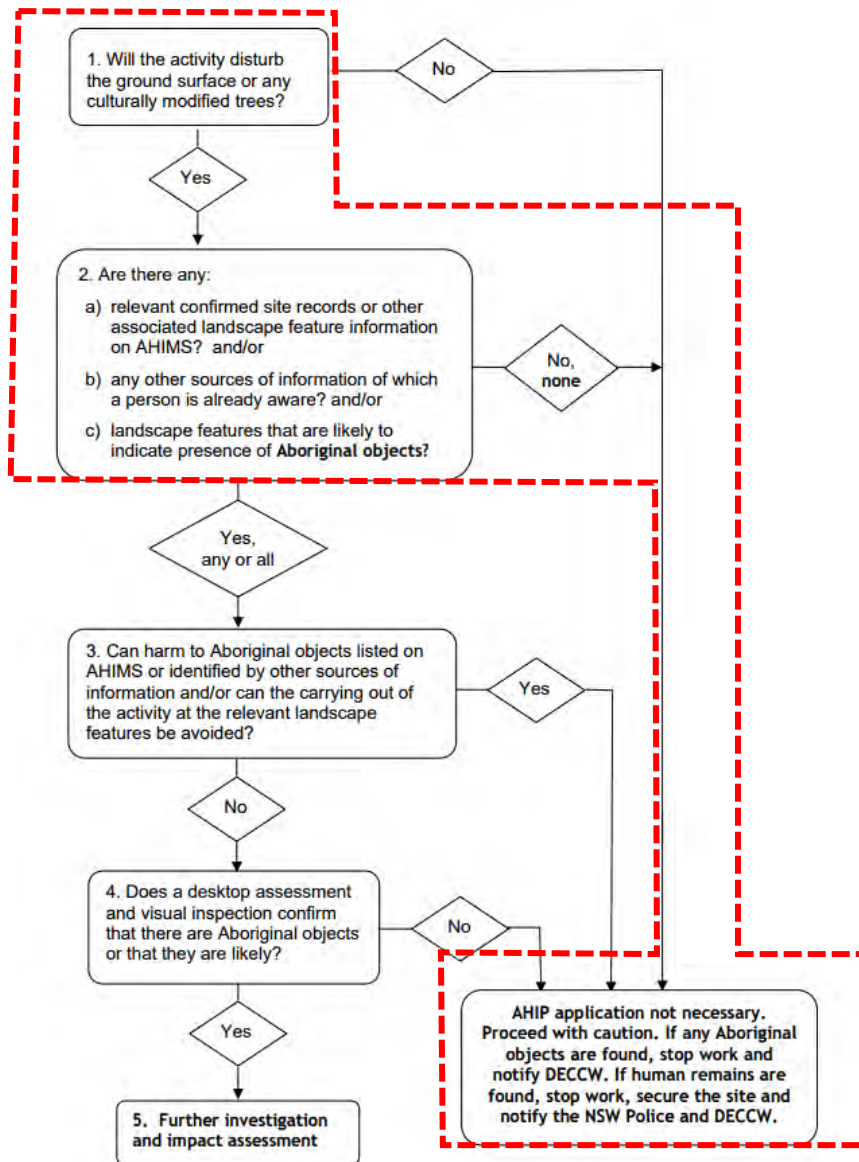 1. Will the activity disturb
the ground surface or any
culturally modified trees?
No
Yes
2. Are there any:
a) relevant confirmed site records or other
associated landscape feature information
on AHIMS? and/or
b) any other sources of information of which
a person is already aware? and/or
c) landscape features that are likely to
indicate presence of Aboriginal objects?
No,
none
Yes,
any or all
3. Can harm to Aboriginal objects listed on
AHIMS or identified by other sources of
information and/or can the carrying out of
the activity at the relevant landscape
features be avoided?
Yes
No
4. Does a desktop assessment
and visual inspection confirm
that there are Aboriginal objects
or that they are likely?
No
Yes
AHIP application not necessary.
Proceed with caution. If any Aboriginal
objects are found, stop work and
notify DECCW. If human remains are
found, stop work, secure the site and
notify the NSW Police and DECCW.
5. Further investigation
and impact assessment